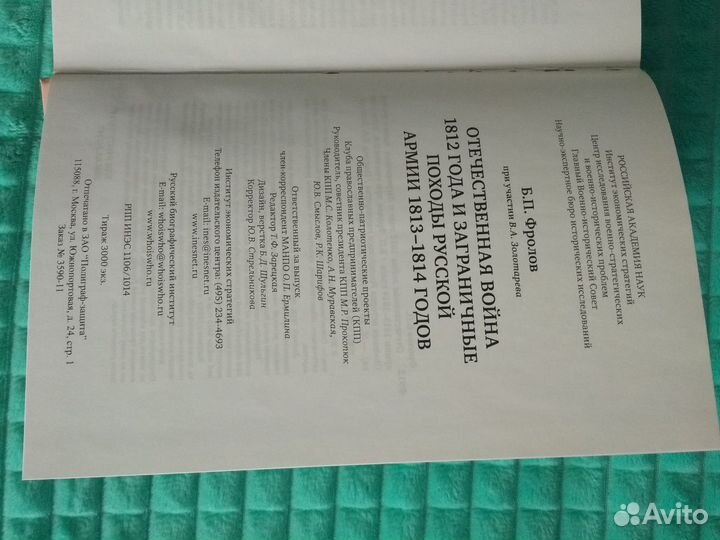 РОССИЙСКАЯ АКАДЕМИЯ НАУК
Институт экономических стратегий
Центр исследования военно-стратегических
и военно-исторических проблем
Главный Военно-исторический Совет
Научно-экспертное бюро исторических исследований
Б.П. Фролов
при участии В.А. Золотарева
ОТЕЧЕСТВЕННАЯ ВОЙНА
1812 ГОДА И ЗАГРАНИЧНЫЕ
ПОХОДЫ РУССКОЙ
АРМИИ 1813–1814 ГОДОВ
Общественно-патриотические проекты
Клуба православных предпринимателей (КПП)
Руководитель, советник президента КПП М.Р. Прокопюк
Члены КПП М.С. Колотенко, А.Н. Муравская,
Ю.В. Смыслов, Р.К. Шарифов
Ответственный за выпуск
член-корреспондент МАНПО О.П. Ермилина
Редактор Т.Ф. Зарецкая
Дизайн, верстка Б.Д. Шульгин
Корректор Ю.В. Стрельникова
Институт экономических стратегий
Телефон издательского центра: (495) 234-4693
E-mail: ines@inesnet.ru
www.inesnet.ru
Русский биографический институт
E-mail: whoiswho@whoiswho.ru
www.whoiswho.ru
РИП ИНЭС 1106/1014
Тираж 3000 экз.
Отпечатано в ЗАО "Полиграф-защита"
115088, г. Москва, ул. Южнопортовая, д. 24, стр. 1
Заказ № 3590-11
Avito